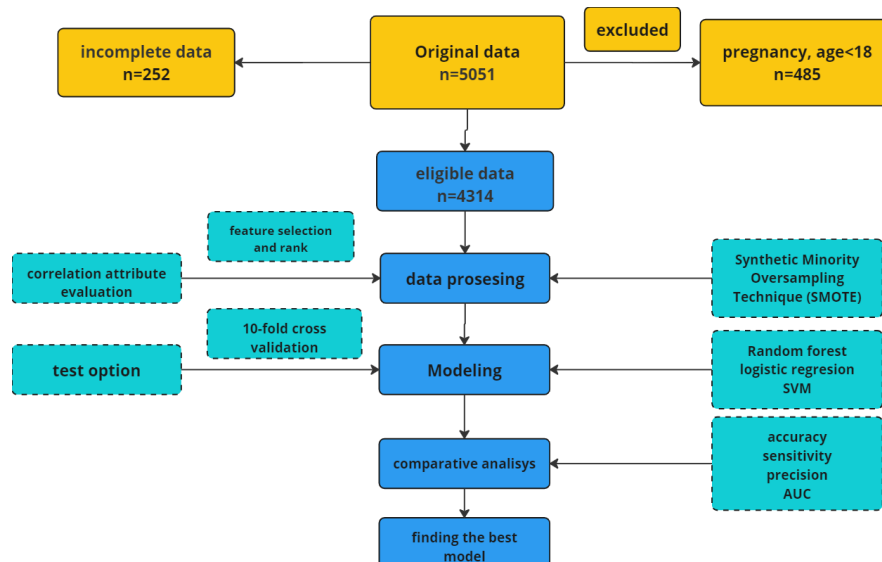 incomplete data
n=252
Original data
n=5051
excluded
pregnancy, age<18
n=485
eligible data
n=4314
feature selection
and rank
correlation attribute
evaluation
data prosesing
Synthetic Minority
Oversampling
Technique (SMOTE)
10-fold cross
validation
test option
Modeling
Random forest
logistic regresion
SVM
comparative analisys
accuracy
sensitivity
precision
AUC
finding the best
model